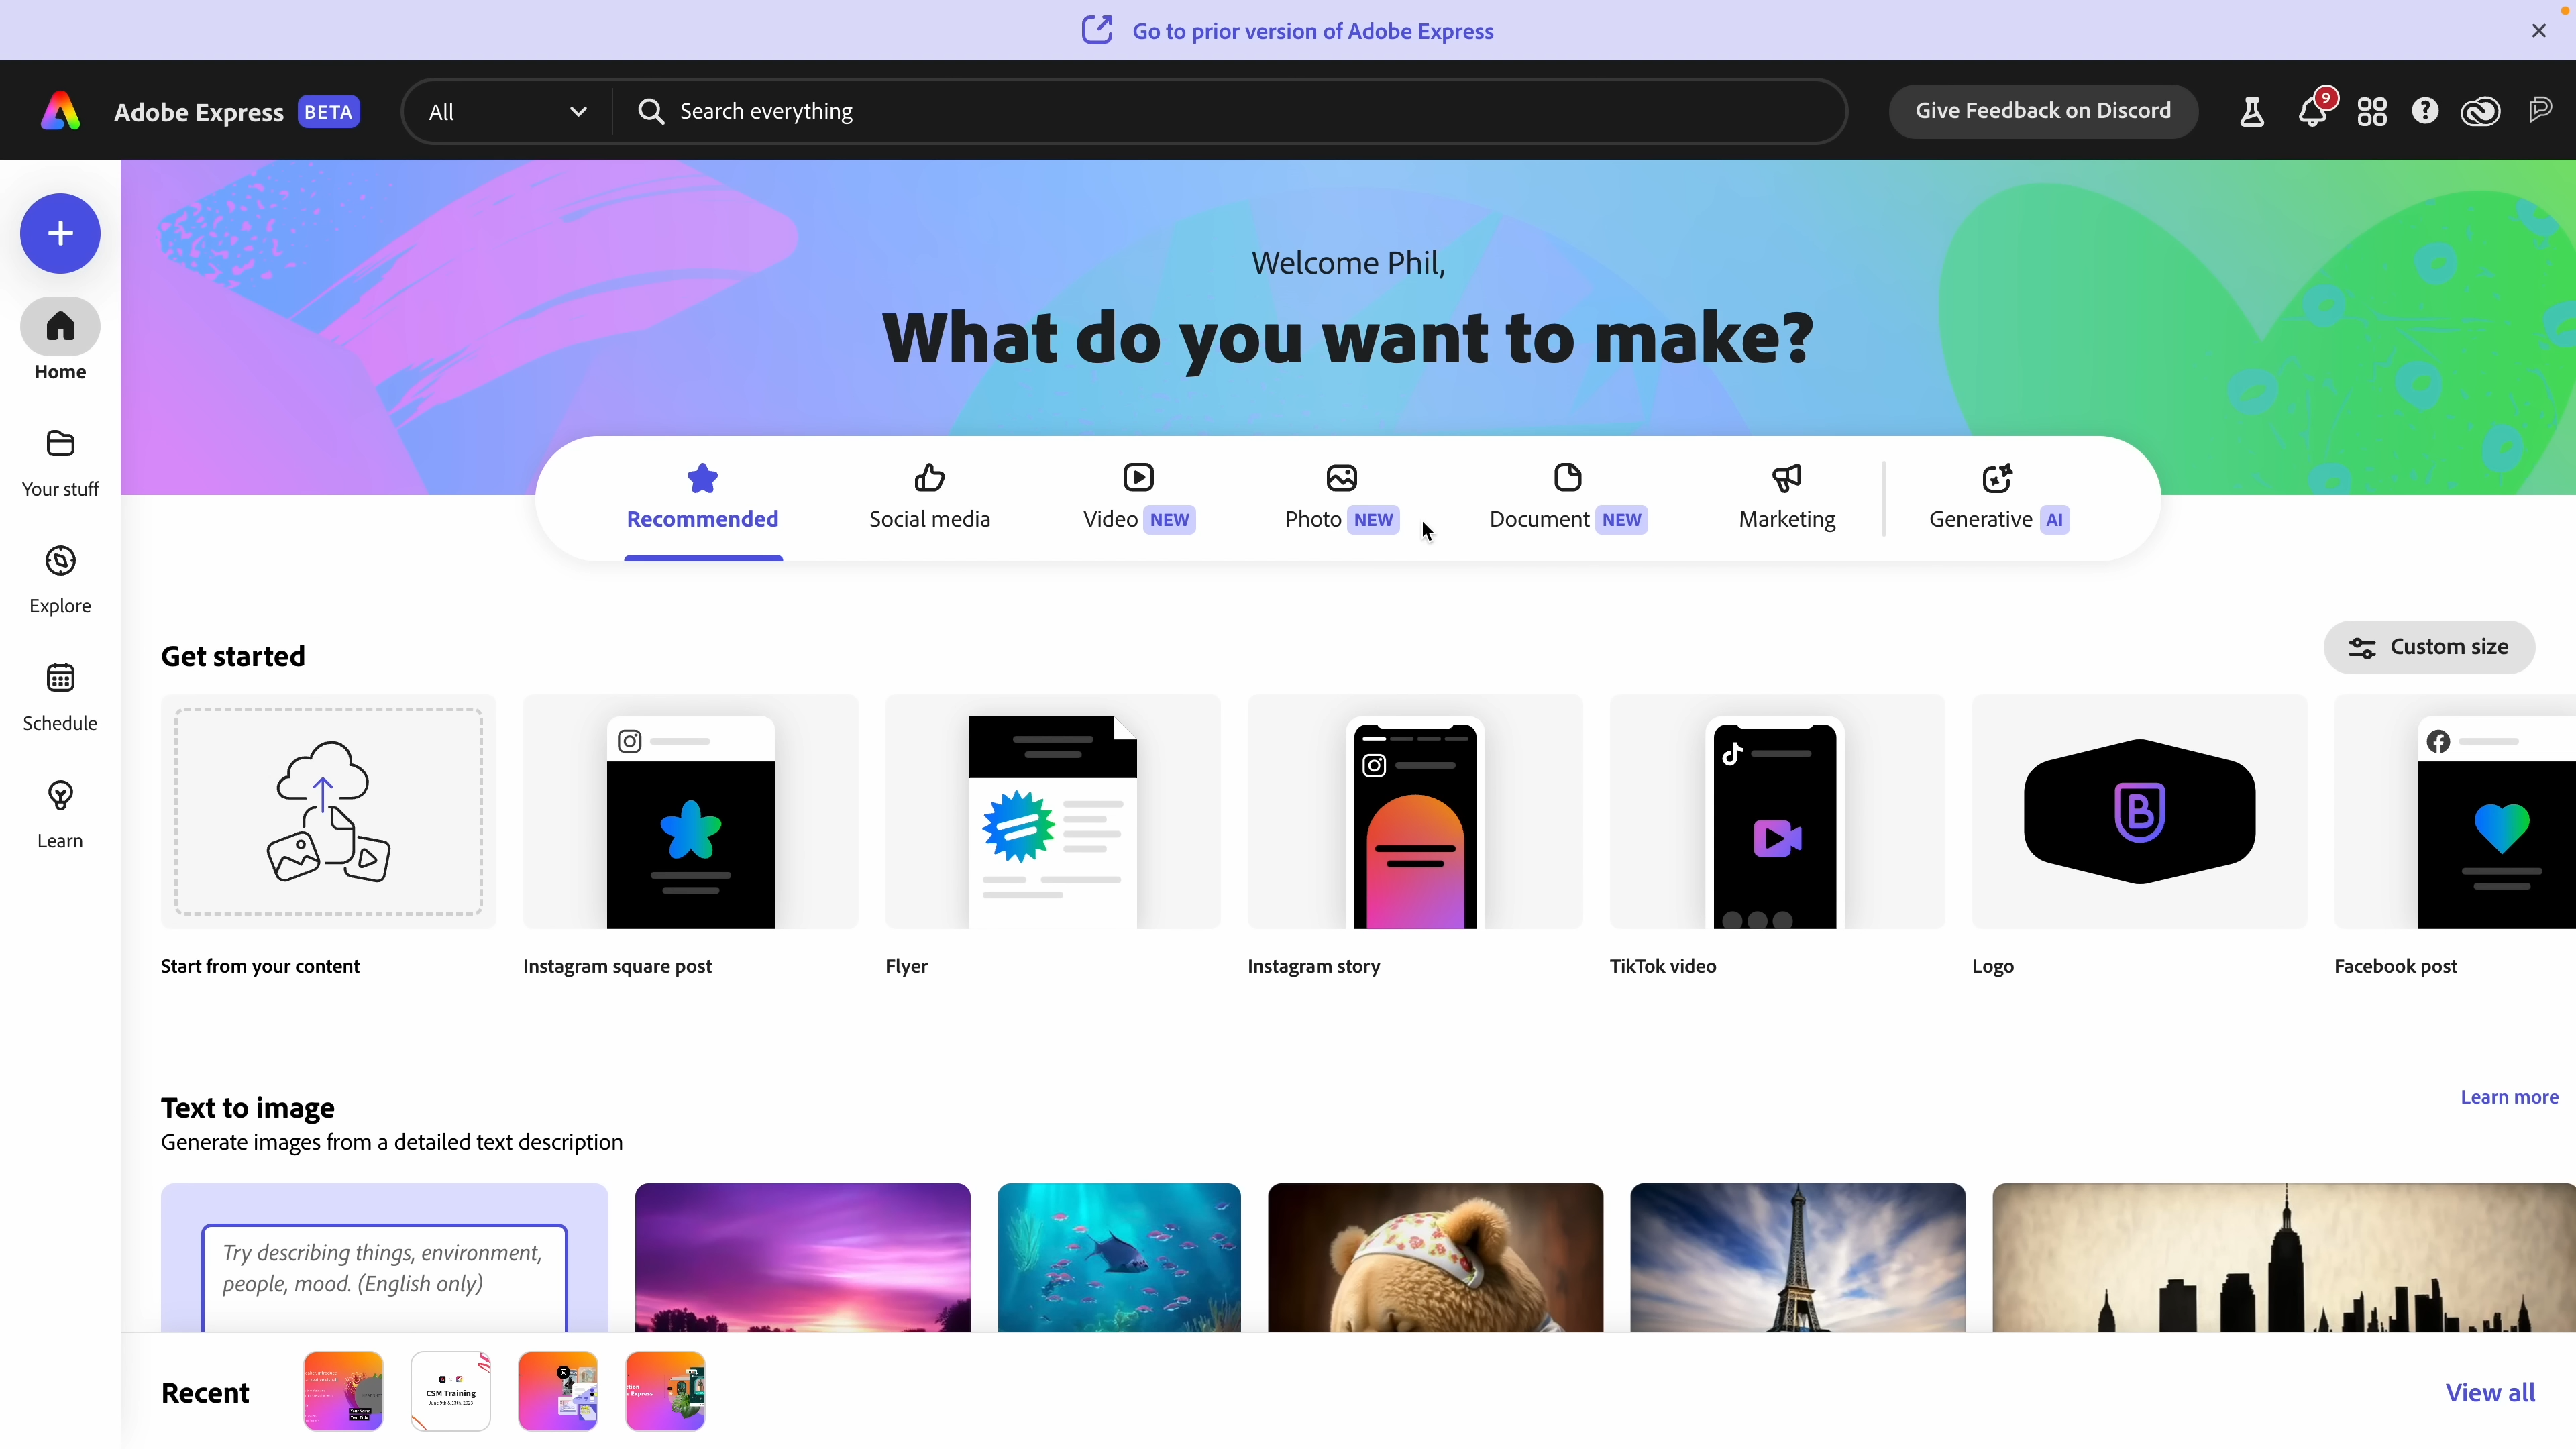 Go to prior version of Adobe Express
Adobe Express BETA
All
Search everything
Give Feedback on Discord
9
Welcome Phil,
What do you want to make?
Home
Your stuff
Explore
Schedule
Learn
Recommended
Social media
Video NEW
Photo NEW
Document NEW
Marketing
Generative AI
Get started
Custom size
B
Start from your content
Instagram square post
Flyer
Instagram story
TikTok video
Logo
Facebook post
Text to image
Learn more
Generate images from a detailed text description
Try describing things, environment,
people, mood. (English only)
Recent
CSM Training
View all